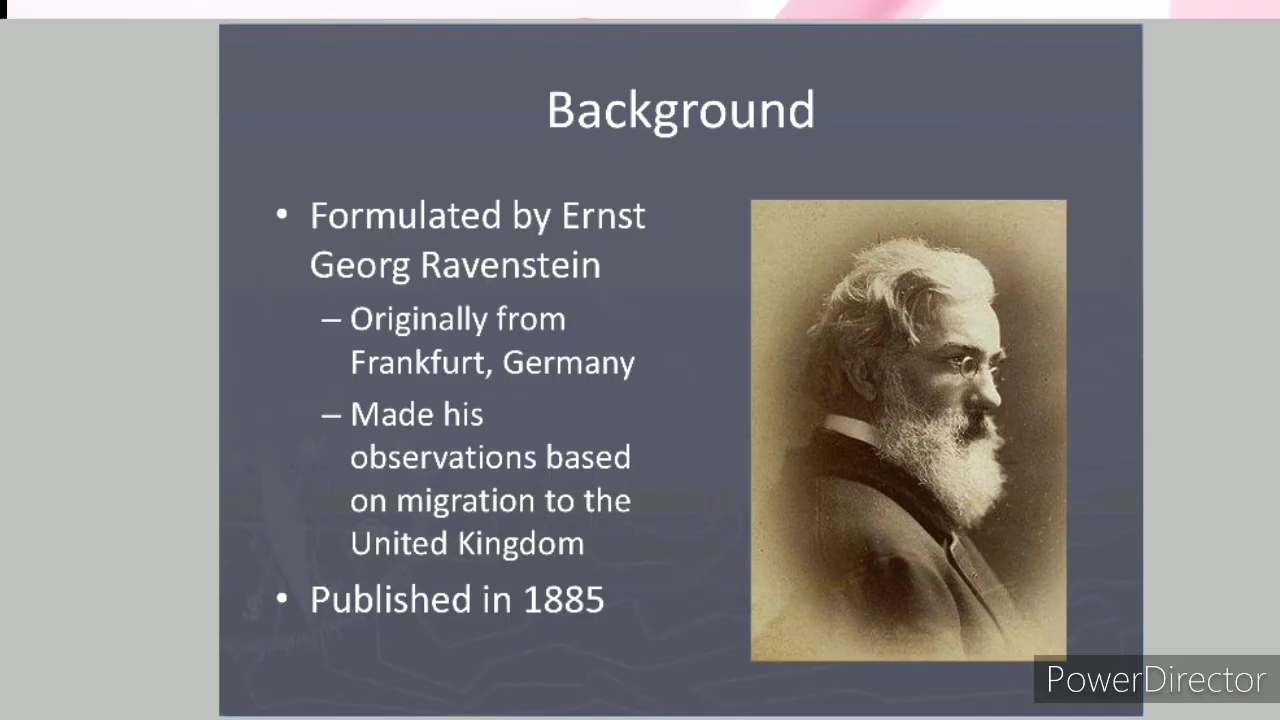 Background
• Formulated by Ernst
Georg Ravenstein
– Originally from
Frankfurt, Germany
– Made his
observations based
on migration to the
United Kingdom
• Published in 1885
PowerDirector